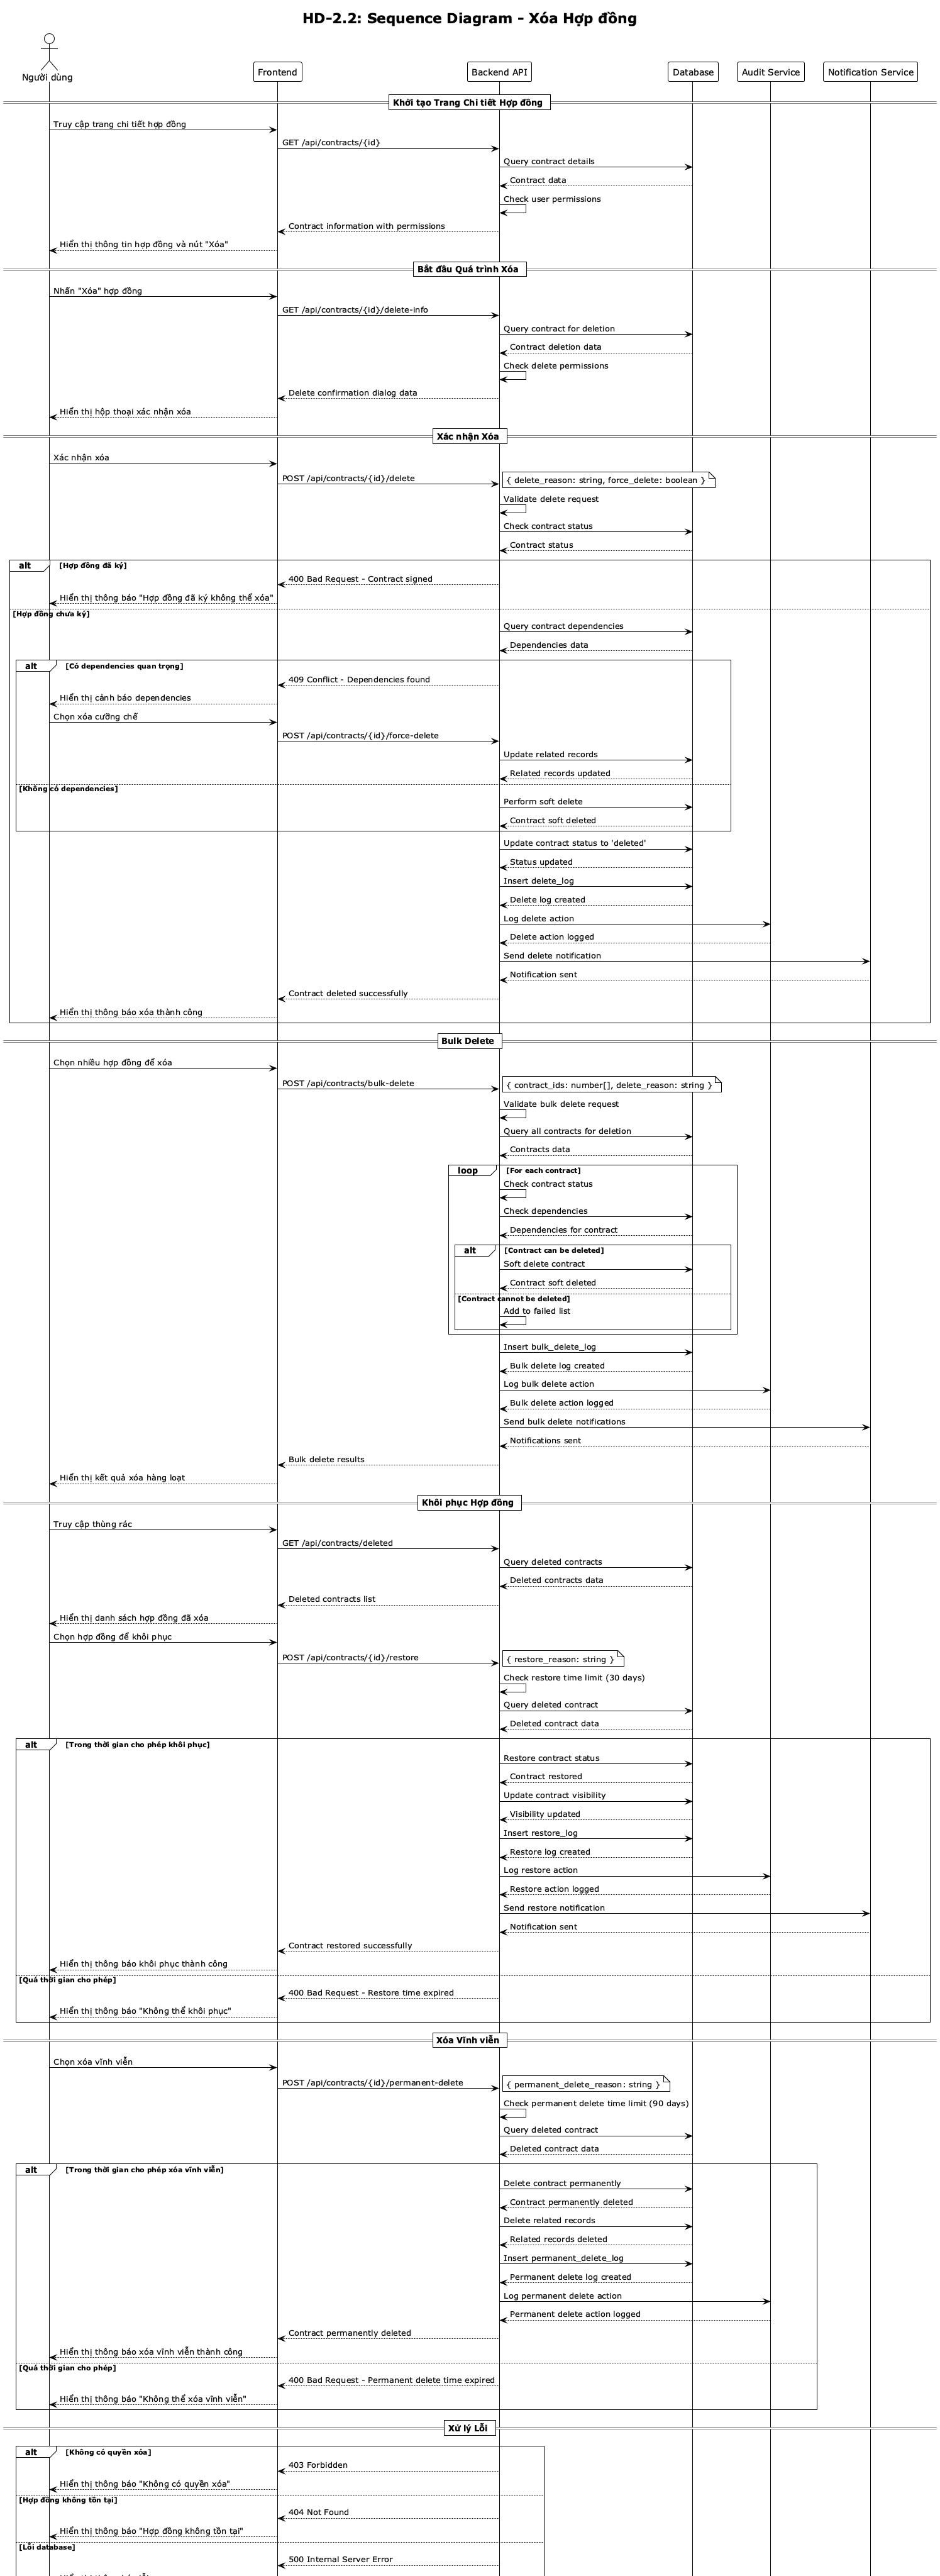 HD-2.2: Sequence Diagram - Xóa Hợp đồng
Người dùng
Frontend
Backend API
Database
Audit Service
Notification Service
Khởi tạo Trang Chi tiết Hợp đồng
Truy cập trang chi tiết hợp đồng
GET /api/contracts/{id}
Query contract details
Contract data
Check user permissions
Contract information with permissions
Hiển thị thông tin hợp đồng và nút "Xóa"
Bắt đầu Quá trình Xóa
Nhấn "Xóa" hợp đồng
GET /api/contracts/{id}/delete-info
Query contract for deletion
Contract deletion data
Check delete permissions
Delete confirmation dialog data
Hiển thị hộp thoại xác nhận xóa
Xác nhận Xóa
Xác nhận xóa
POST /api/contracts/{id}/delete
{ delete_reason: string, force_delete: boolean }
Validate delete request
Check contract status
Contract status
alt
[Hợp đồng đã ký]
400 Bad Request - Contract signed
Hiển thị thông báo "Hợp đồng đã ký không thể xóa"
[Hợp đồng chưa ký]
Query contract dependencies
Dependencies data
alt
[Có dependencies quan trọng]
409 Conflict - Dependencies found
Hiển thị cảnh báo dependencies
Chọn xóa cưỡng chế
POST /api/contracts/{id}/force-delete
Update related records
Related records updated
[Không có dependencies]
Perform soft delete
Contract soft deleted
Update contract status to 'deleted'
Status updated
Insert delete_log
Delete log created
Log delete action
Delete action logged
Send delete notification
Notification sent
Contract deleted successfully
Hiển thị thông báo xóa thành công
Bulk Delete
Chọn nhiều hợp đồng để xóa
POST /api/contracts/bulk-delete
{ contract_ids: number[], delete_reason: string }
Validate bulk delete request
Query all contracts for deletion
Contracts data
loop
[For each contract]
Check contract status
Check dependencies
Dependencies for contract
alt
[Contract can be deleted]
Soft delete contract
Contract soft deleted
[Contract cannot be deleted]
Add to failed list
Insert bulk_delete_log
Bulk delete log created
Log bulk delete action
Bulk delete action logged
Send bulk delete notifications
Notifications sent
Bulk delete results
Hiển thị kết quả xóa hàng loạt
Khôi phục Hợp đồng
Truy cập thùng rác
GET /api/contracts/deleted
Query deleted contracts
Deleted contracts data
Deleted contracts list
Hiển thị danh sách hợp đồng đã xóa
Chọn hợp đồng để khôi phục
POST /api/contracts/{id}/restore
{ restore_reason: string }
Check restore time limit (30 days)
Query deleted contract
Deleted contract data
alt
[Trong thời gian cho phép khôi phục]
Restore contract status
Contract restored
Update contract visibility
Visibility updated
Insert restore_log
Restore log created
Log restore action
Restore action logged
Send restore notification
Notification sent
Contract restored successfully
Hiển thị thông báo khôi phục thành công
[Quá thời gian cho phép]
400 Bad Request - Restore time expired
Hiển thị thông báo "Không thể khôi phục"
Xóa Vĩnh viễn
Chọn xóa vĩnh viễn
POST /api/contracts/{id}/permanent-delete
{ permanent_delete_reason: string }
Check permanent delete time limit (90 days)
Query deleted contract
Deleted contract data
alt
[Trong thời gian cho phép xóa vĩnh viễn]
Delete contract permanently
Contract permanently deleted
Delete related records
Related records deleted
Insert permanent_delete_log
Permanent delete log created
Log permanent delete action
Permanent delete action logged
Contract permanently deleted
Hiển thị thông báo xóa vĩnh viễn thành công
[Quá thời gian cho phép]
400 Bad Request - Permanent delete time expired
Hiển thị thông báo "Không thể xóa vĩnh viễn"
Xử lý Lỗi
alt
[Không có quyền xóa]
403 Forbidden
Hiển thị thông báo "Không có quyền xóa"
[Hợp đồng không tồn tại]
404 Not Found
Hiển thị thông báo "Hợp đồng không tồn tại"
[Lỗi database]
500 Internal Server Error